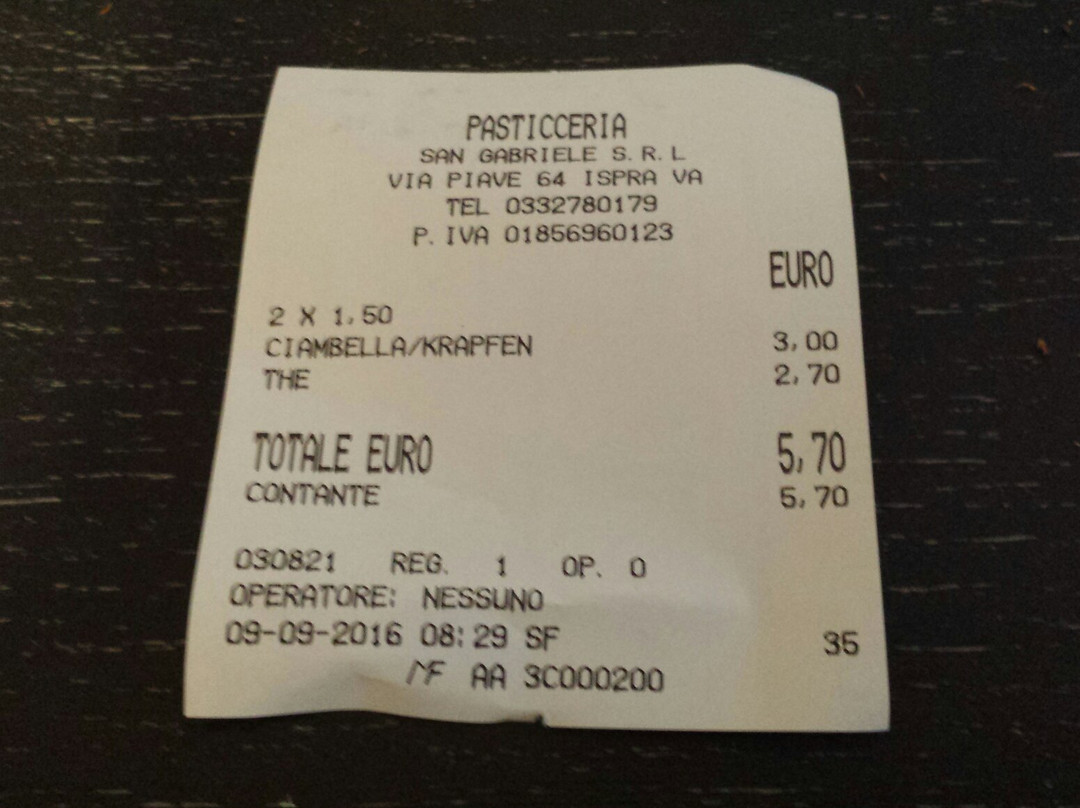 PASTICCERIA
SAN GABRIELE S.R.L
VIA PIAVE 64 ISPRA VA
TEL 0332780179
P.IVA 01856960123
EURO
2 X 1,50
CIAMBELLA/KRAPFEN 3,00
THE 2,70
TOTALE EURO 5,70
CONTANTE 5,70
030821 REG. 1 OP. 0
OPERATORE: NESSUNO
09-09-2016 08:29 SF 35
MF AA 3C000200